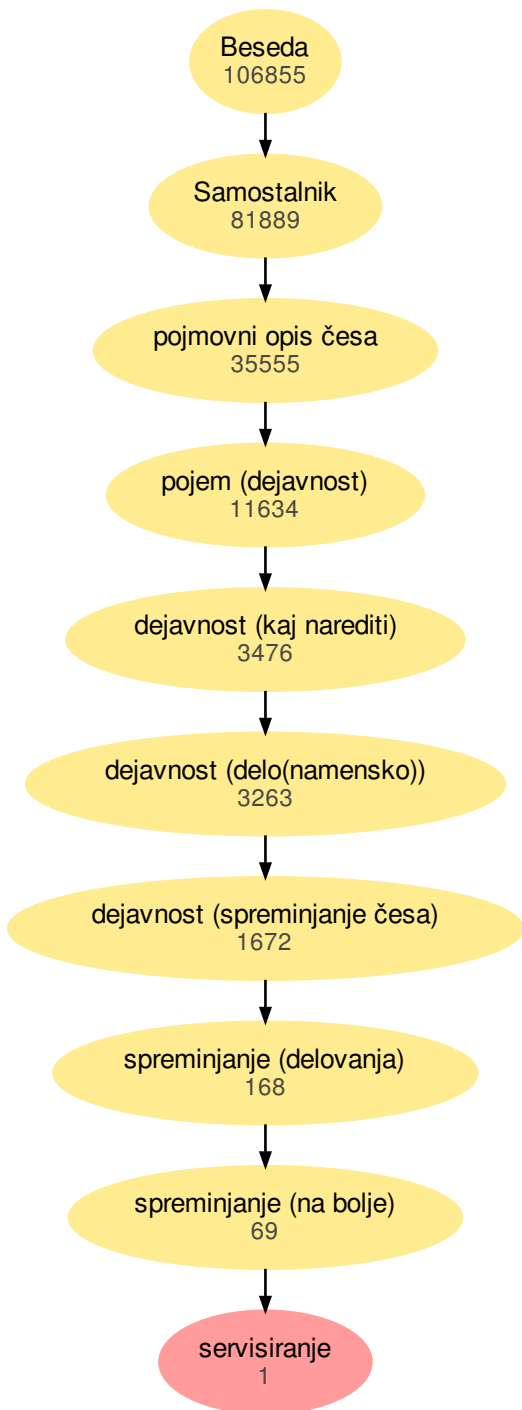 Beseda
106855
Samostalnik
81889
pojmovni opis česa
35555
pojem (dejavnost)
11634
dejavnost (kaj narediti)
3476
dejavnost (delo(namensko))
3263
dejavnost (spreminjanje česa)
1672
spreminjanje (delovanja)
168
spreminjanje (na bolje)
69
servisiranje
1